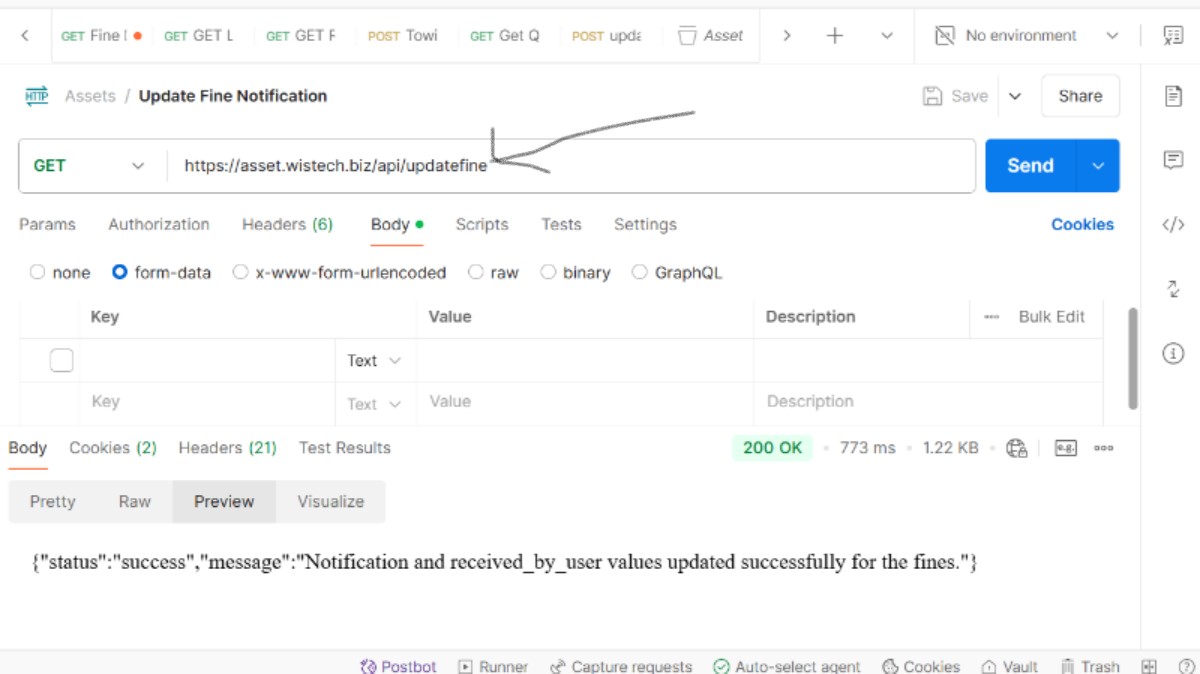 GET Fine GET GET L GET GET F POST Towi GET Get Q POST upda Asset No environment
HTTP Assets / Update Fine Notification Save Share
GET https://asset.wistech.biz/api/updatefine Send
Params Authorization Headers (6) Body Scripts Tests Settings Cookies
none form-data x-www-form-urlencoded raw binary GraphQL
Key Value Description Bulk Edit
Text
Key Text Value Description
Body Cookies (2) Headers (21) Test Results 200 OK 773 ms 1.22 KB e.g.
Pretty Raw Preview Visualize
{"status":"success","message":"Notification and received_by_user values updated successfully for the fines."}
Postbot Runner Capture requests Auto-select agent Cookies Vault Trash